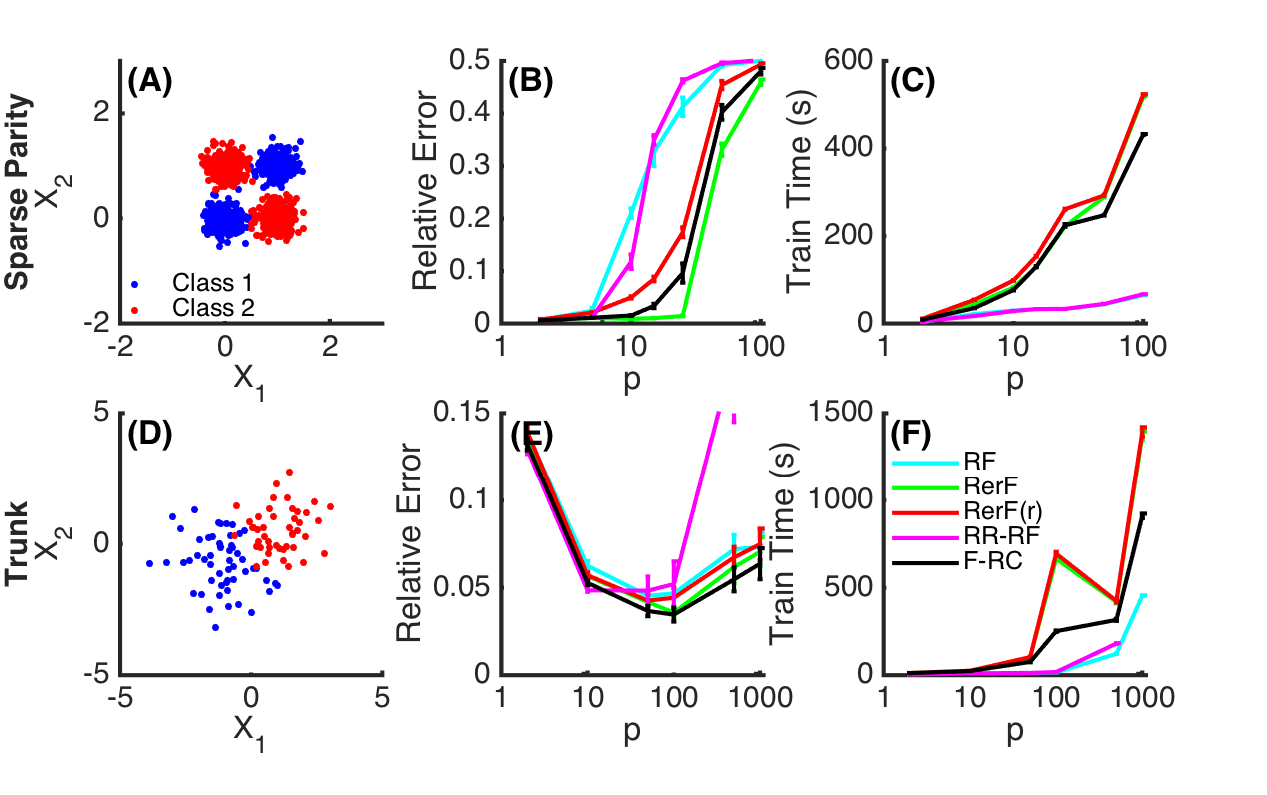 Sparse Parity
(A)
X2
2
0
-2
-2
0
2
X1
Class 1
Class 2
(B)
Relative Error
0.5
0.4
0.3
0.2
0.1
0
1
10
100
p
(C)
Train Time (s)
600
400
200
0
1
10
100
p
Trunk
(D)
X2
5
0
-5
-5
0
5
X1
(E)
Relative Error
0.15
0.1
0.05
0
1
10
100
1000
p
(F)
Train Time (s)
1500
1000
500
0
1
10
100
1000
p
RF
RerF
RerF(r)
RR-RF
F-RC